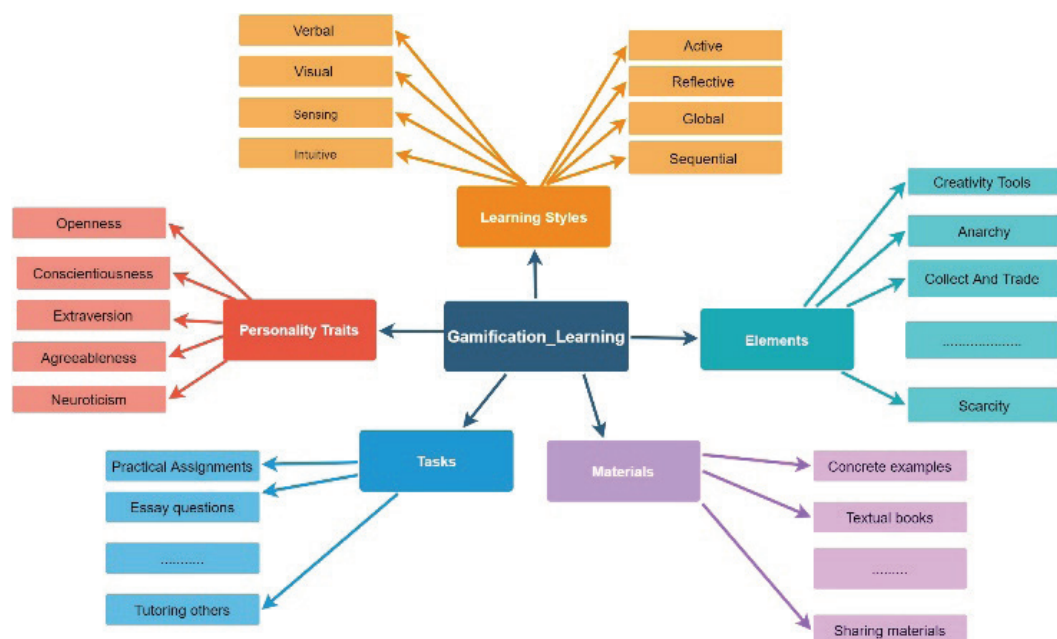 Verbal
Visual
Sensing
Intuitive
Active
Reflective
Global
Sequential
Learning Styles
Openness
Conscientiousness
Extraversion
Agreeableness
Neuroticism
Personality Traits
Gamification_Learning
Elements
Creativity Tools
Anarchy
Collect And Trade
....................
Scarcity
Tasks
Practical Assignments
Essay questions
...........
Tutoring others
Materials
Concrete examples
Textual books
.........
Sharing materials